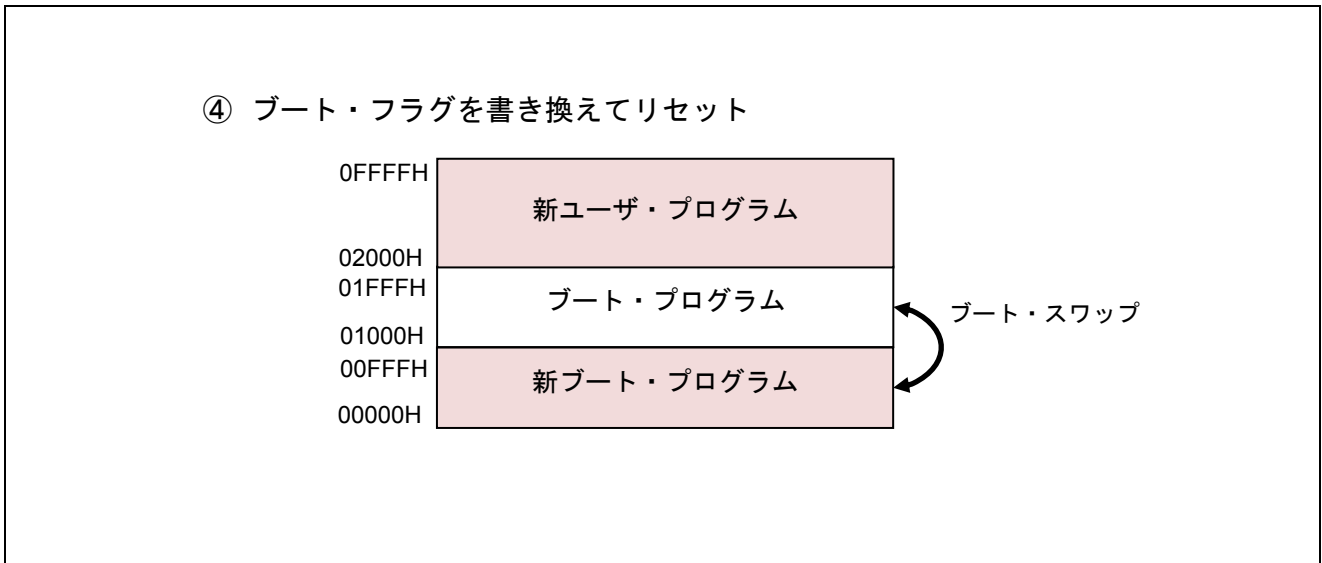 ④ ブート・フラグを書き換えてリセット
0FFFFH
新ユーザ・プログラム
02000H
01FFFH
ブート・プログラム
ブート・スワップ
01000H
00FFFH
新ブート・プログラム
00000H